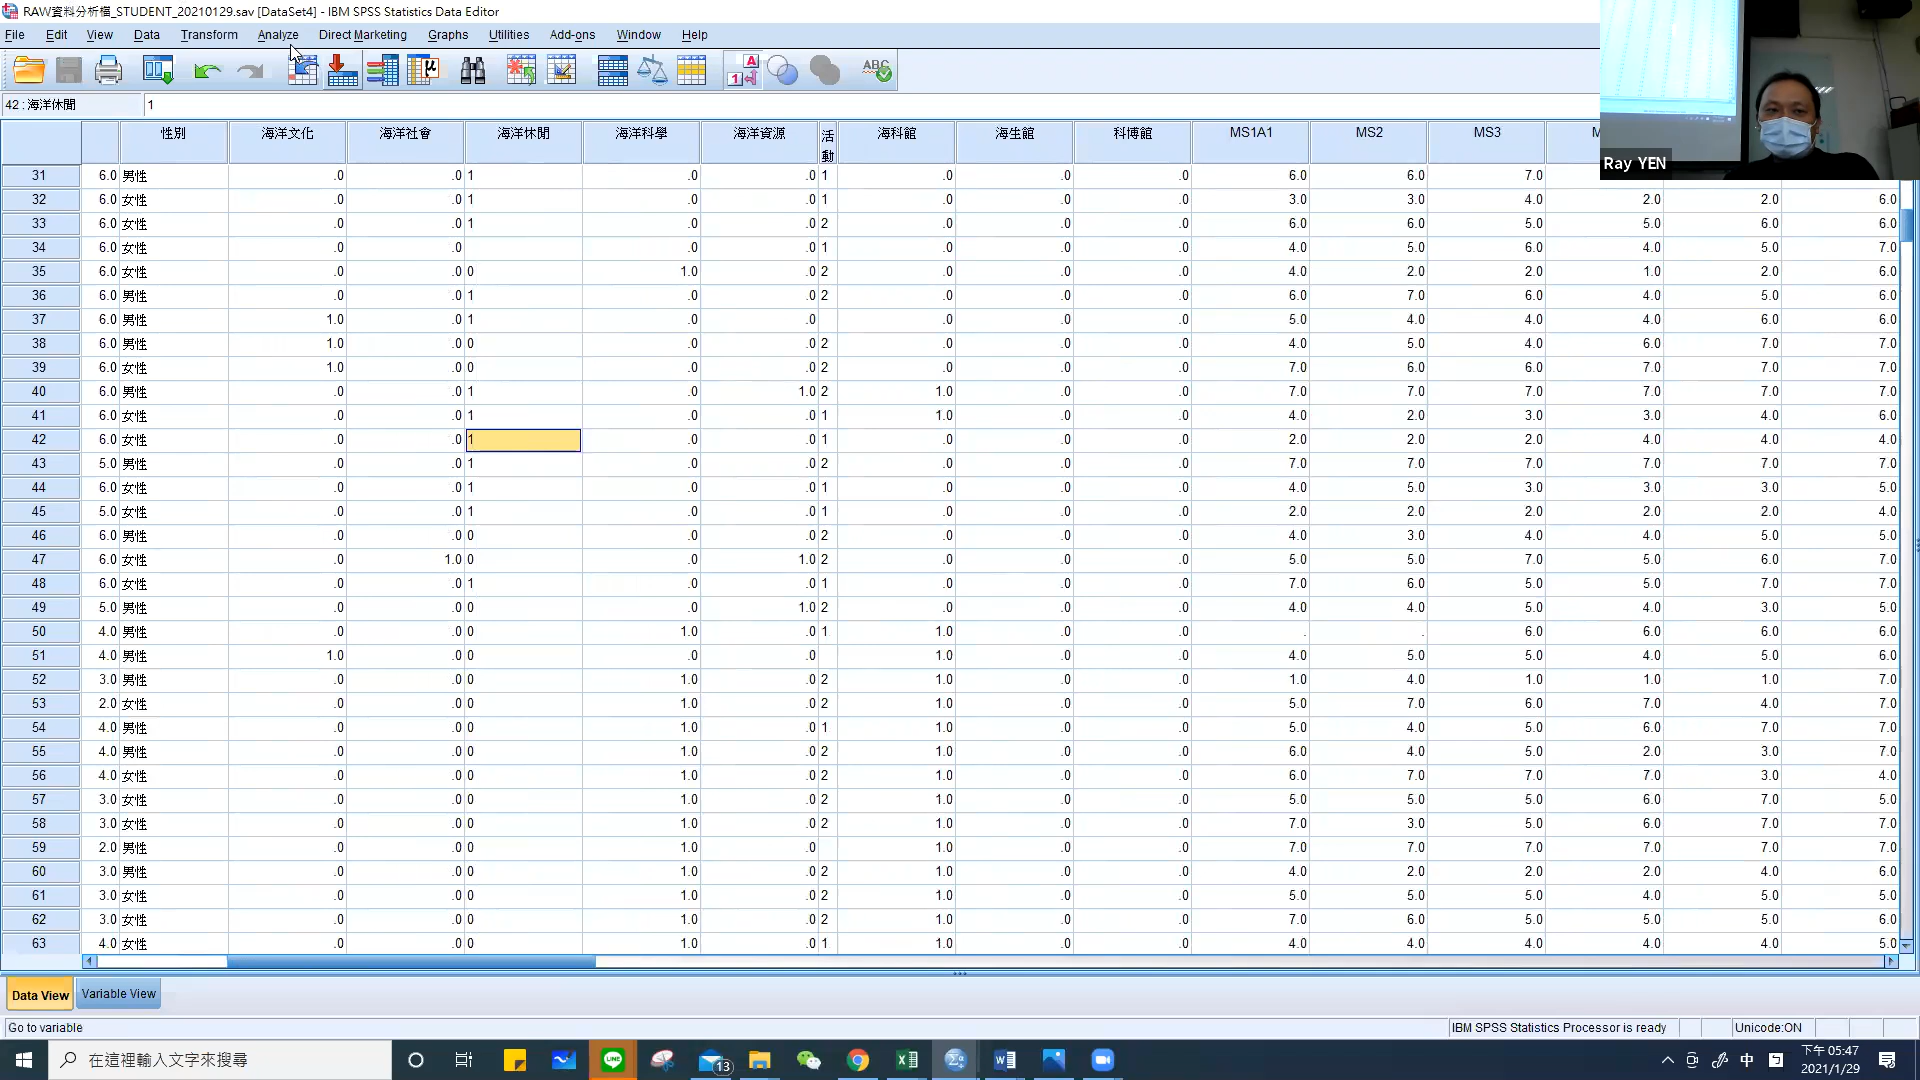 RAW資料分析檔_STUDENT_20210129.sav [DataSet4] - IBM SPSS Statistics Data Editor
File Edit View Data Transform Analyze Direct Marketing Graphs Utilities Add-ons Window Help
42 : 海洋休閒 1
性別 海洋文化 海洋社會 海洋休閒 海洋科學 海洋資源 活動 海科館 海生館 科博館 MS1A1 MS2 MS3
Ray YEN
31 6.0 男性 .0 .0 1 .0 .0 1 .0 .0 .0 6.0 6.0 7.0
32 6.0 女性 .0 .0 1 .0 .0 1 .0 .0 .0 3.0 3.0 4.0 2.0 2.0 6.0
33 6.0 女性 .0 .0 1 .0 .0 2 .0 .0 .0 6.0 6.0 5.0 5.0 6.0 6.0
34 6.0 女性 .0 .0 .0 .0 1 .0 .0 .0 4.0 5.0 6.0 4.0 5.0 7.0
35 6.0 女性 .0 .0 0 1.0 .0 2 .0 .0 .0 4.0 2.0 2.0 1.0 2.0 6.0
36 6.0 男性 .0 .0 1 .0 .0 2 .0 .0 .0 6.0 7.0 6.0 4.0 5.0 6.0
37 6.0 男性 1.0 .0 1 .0 .0 .0 .0 .0 5.0 4.0 4.0 4.0 6.0 6.0
38 6.0 男性 1.0 .0 0 .0 .0 2 .0 .0 .0 4.0 5.0 4.0 6.0 7.0 7.0
39 6.0 女性 1.0 .0 0 .0 .0 2 .0 .0 .0 7.0 6.0 6.0 7.0 7.0 7.0
40 6.0 男性 .0 .0 1 .0 1.0 2 1.0 .0 .0 7.0 7.0 7.0 7.0 7.0 7.0
41 6.0 女性 .0 .0 1 .0 .0 1 1.0 .0 .0 4.0 2.0 3.0 3.0 4.0 6.0
42 6.0 女性 .0 .0 1 .0 .0 1 .0 .0 .0 2.0 2.0 2.0 4.0 4.0 4.0
43 5.0 男性 .0 .0 1 .0 .0 2 .0 .0 .0 7.0 7.0 7.0 7.0 7.0 7.0
44 6.0 女性 .0 .0 1 .0 .0 1 .0 .0 .0 4.0 5.0 3.0 3.0 3.0 5.0
45 5.0 女性 .0 .0 1 .0 .0 1 .0 .0 .0 2.0 2.0 2.0 2.0 2.0 4.0
46 6.0 男性 .0 .0 0 .0 .0 2 .0 .0 .0 4.0 3.0 4.0 4.0 5.0 5.0
47 6.0 女性 .0 1.0 0 .0 1.0 2 .0 .0 .0 5.0 5.0 7.0 5.0 6.0 7.0
48 6.0 女性 .0 .0 1 .0 .0 1 .0 .0 .0 7.0 6.0 5.0 7.0 5.0 7.0
49 5.0 男性 .0 .0 0 .0 1.0 2 .0 .0 .0 4.0 4.0 5.0 4.0 3.0 5.0
50 4.0 男性 .0 .0 0 1.0 .0 1 1.0 .0 .0 . . 6.0 6.0 6.0 6.0
51 4.0 男性 1.0 .0 0 .0 .0 1.0 .0 .0 4.0 5.0 5.0 4.0 5.0 6.0
52 3.0 男性 .0 .0 0 1.0 .0 2 1.0 .0 .0 1.0 4.0 1.0 1.0 1.0 7.0
53 2.0 女性 .0 .0 0 1.0 .0 2 1.0 .0 .0 5.0 7.0 6.0 7.0 4.0 7.0
54 4.0 男性 .0 .0 0 1.0 .0 1 1.0 .0 .0 5.0 4.0 5.0 6.0 7.0 7.0
55 4.0 男性 .0 .0 0 1.0 .0 2 1.0 .0 .0 6.0 4.0 5.0 2.0 3.0 7.0
56 4.0 女性 .0 .0 0 1.0 .0 2 1.0 .0 .0 6.0 7.0 7.0 7.0 3.0 4.0
57 3.0 女性 .0 .0 0 1.0 .0 2 1.0 .0 .0 5.0 5.0 5.0 6.0 7.0 5.0
58 3.0 女性 .0 .0 0 1.0 .0 2 1.0 .0 .0 7.0 3.0 5.0 6.0 7.0 7.0
59 2.0 男性 .0 .0 0 1.0 .0 1.0 .0 .0 7.0 7.0 7.0 7.0 7.0 7.0
60 3.0 男性 .0 .0 0 1.0 .0 2 1.0 .0 .0 4.0 2.0 2.0 2.0 4.0 6.0
61 3.0 女性 .0 .0 0 1.0 .0 2 1.0 .0 .0 5.0 5.0 5.0 4.0 5.0 5.0
62 3.0 女性 .0 .0 0 1.0 .0 2 1.0 .0 .0 7.0 6.0 5.0 5.0 5.0 6.0
63 4.0 女性 .0 .0 0 1.0 .0 1 1.0 .0 .0 4.0 4.0 4.0 4.0 4.0 5.0
Data View Variable View
Go to variable IBM SPSS Statistics Processor is ready Unicode:ON
在這裡輸入文字來搜尋 13 中 下午 05:47
2021/1/29